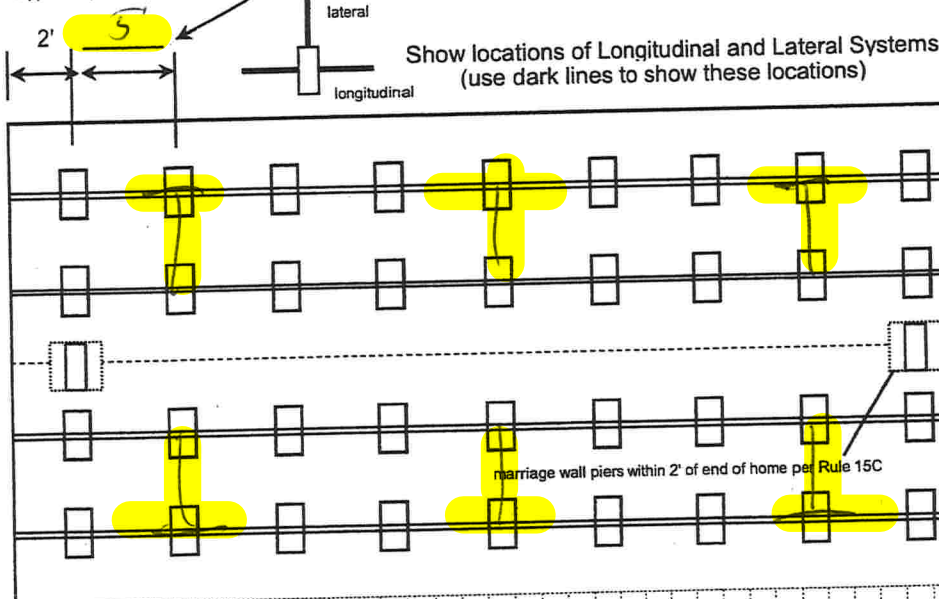 lateral
2' 5
Show locations of Longitudinal and Lateral Systems
(use dark lines to show these locations)
longitudinal
marriage wall piers within 2' of end of home per Rule 15C